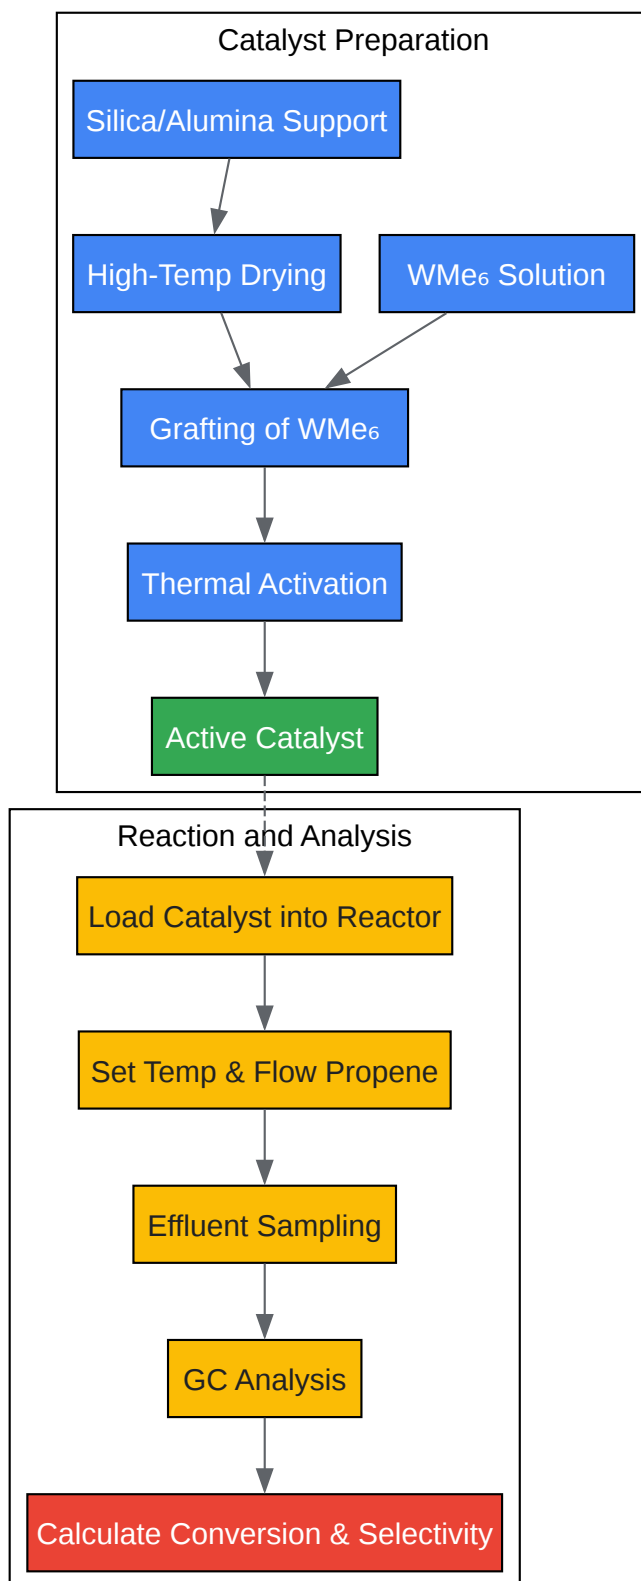 Catalyst Preparation
Silica/Alumina Support
High-Temp Drying
WMe₆ Solution
Grafting of WMe₆
Thermal Activation
Active Catalyst
Reaction and Analysis
Load Catalyst into Reactor
Set Temp & Flow Propene
Effluent Sampling
GC Analysis
Calculate Conversion & Selectivity